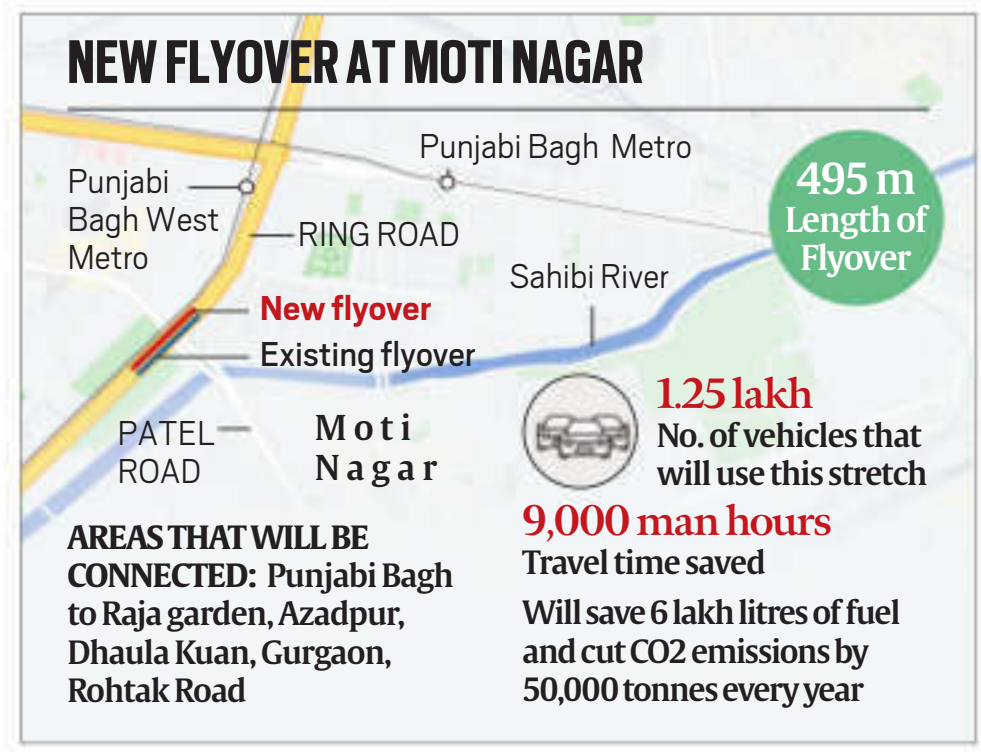 NEW FLYOVER AT MOTI NAGAR
Punjabi Bagh Metro
Punjabi
Bagh West
Metro
495 m
Length of
Flyover
RING ROAD
Sahibi River
New flyover
Existing flyover
PATEL
ROAD
Moti
Nagar
1.25 lakh
No. of vehicles that
will use this stretch
9,000 man hours
Travel time saved
Will save 6 lakh litres of fuel
and cut CO2 emissions by
50,000 tonnes every year
AREAS THAT WILL BE
CONNECTED: Punjabi Bagh
to Raja garden, Azadpur,
Dhaula Kuan, Gurgaon,
Rohtak Road